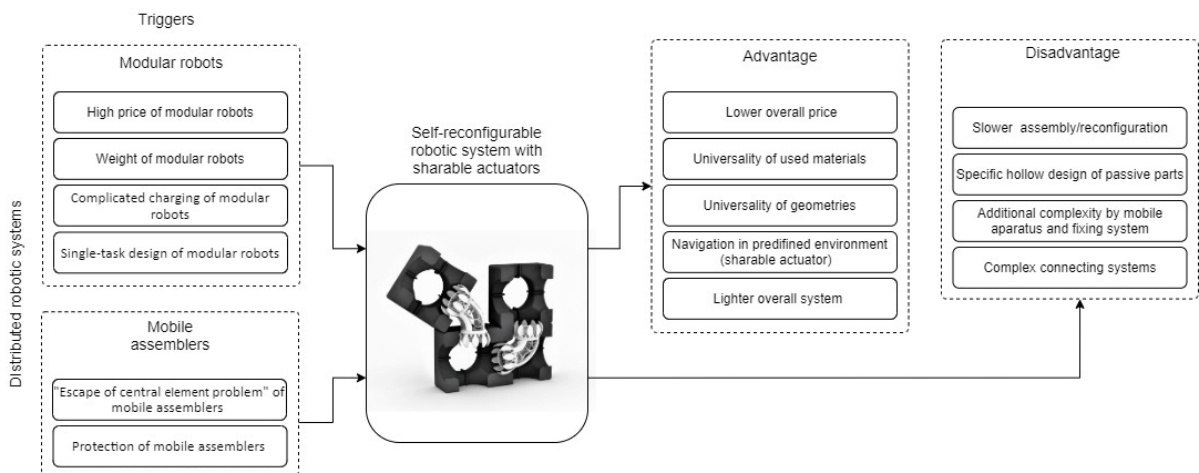 Triggers
Distributed robotic systems
Modular robots
High price of modular robots
Weight of modular robots
Complicated charging of modular
robots
Single-task design of modular robots
Mobile
assemblers
"Escape of central element problem" of
mobile assemblers
Protection of mobile assemblers
Self-reconfigurable
robotic system with
sharable actuators
Advantage
Lower overall price
Universality of used materials
Universality of geometries
Navigation in predifined environment
(sharable actuator)
Lighter overall system
Disadvantage
Slower assembly/reconfiguration
Specific hollow design of passive parts
Additional complexity by mobile
apparatus and fixing system
Complex connecting systems